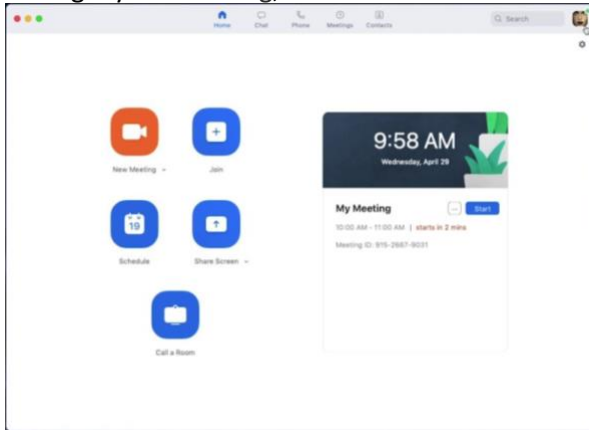 Home Chat Phone Meetings Contacts
Search
New Meeting
Join
19
Schedule
Share Screen
Call a Room
9:58 AM
Wednesday, April 29
My Meeting
Start
10:00 AM - 11:00 AM | starts in 2 mins
Meeting ID: 915-2687-9031